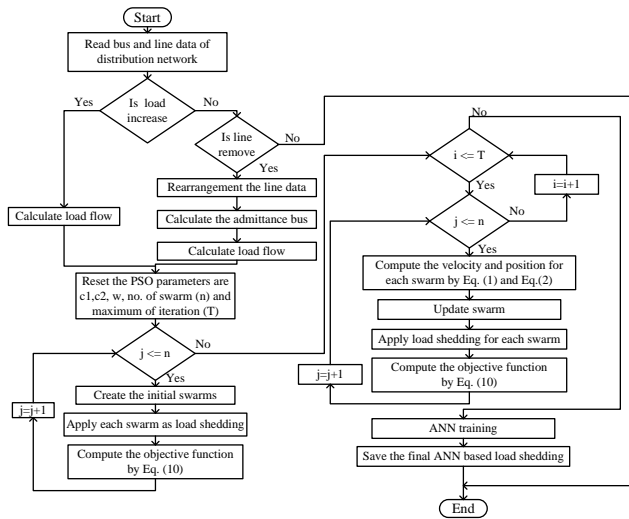 Start
Read bus and line data of
distribution network
Yes
Is load
increase
No
Is line
remove
No
Yes
Rearrangement the line data
Calculate the admittance bus
Calculate load flow
Calculate load flow
Reset the PSO parameters are
c1,c2, w, no. of swarm (n) and
maximum of iteration (T)
j <= n
No
Yes
Create the initial swarms
j=j+1
Apply each swarm as load shedding
Compute the objective function
by Eq. (10)
No
i <= T
Yes
i=i+1
j <= n
No
Yes
Compute the velocity and position for
each swarm by Eq. (1) and Eq.(2)
Update swarm
Apply load shedding for each swarm
j=j+1
Compute the objective function
by Eq. (10)
ANN training
Save the final ANN based load shedding
End